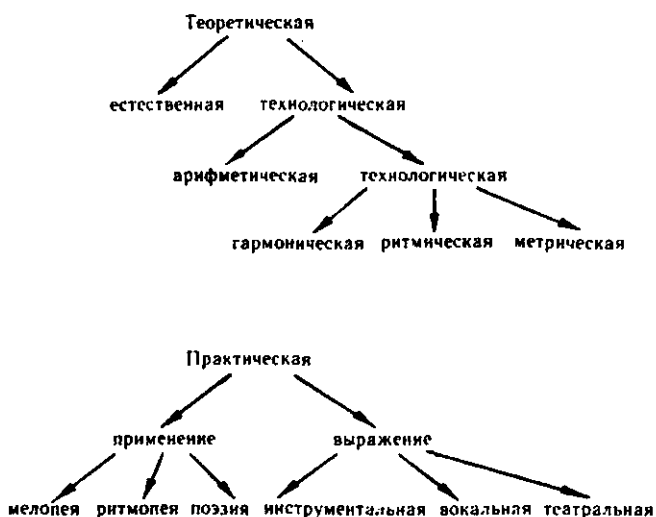 Теоретическая
естественная технологическая
арифметическая технологическая
гармоническая ритмическая метрическая
Практическая
применение выражение
мелопея ритмопея поэзия инструментальная вокальная театральная